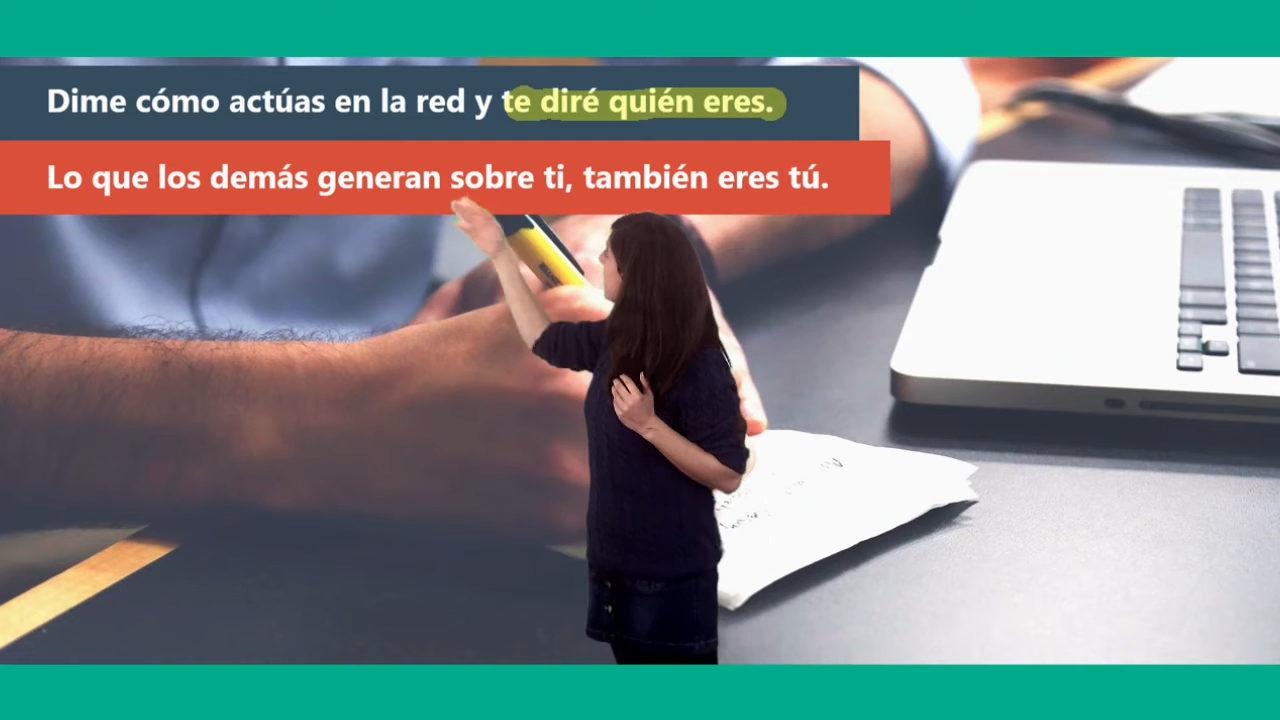 Dime cómo actúas en la red y te diré quién eres.
Lo que los demás generan sobre ti, también eres tú.